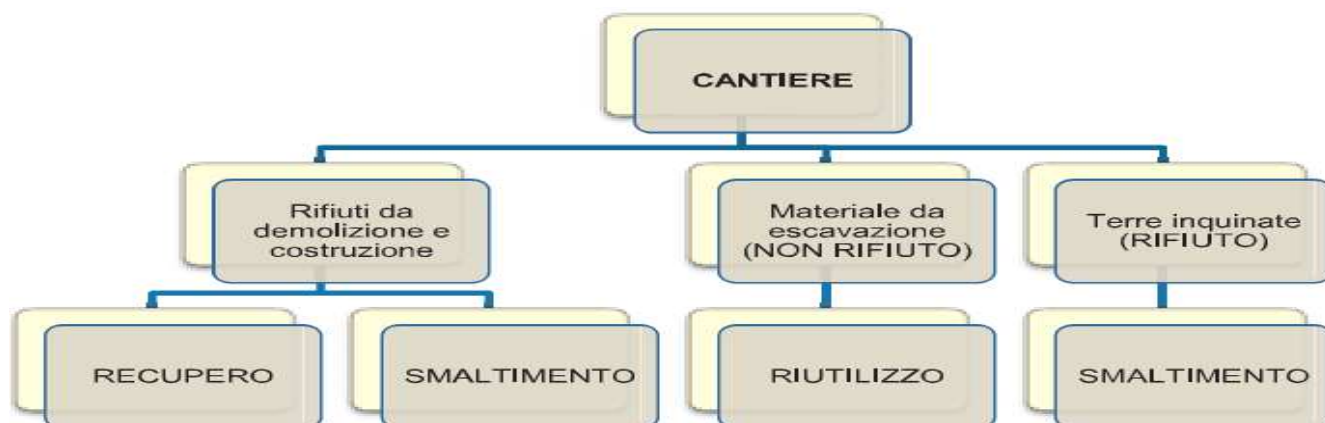 CANTIERE
Rifiuti da
demolizione e
costruzione
Materiale da
escavazione
(NON RIFIUTO)
Terre inquinate
(RIFIUTO)
RECUPERO
SMALTIMENTO
RIUTILIZZO
SMALTIMENTO